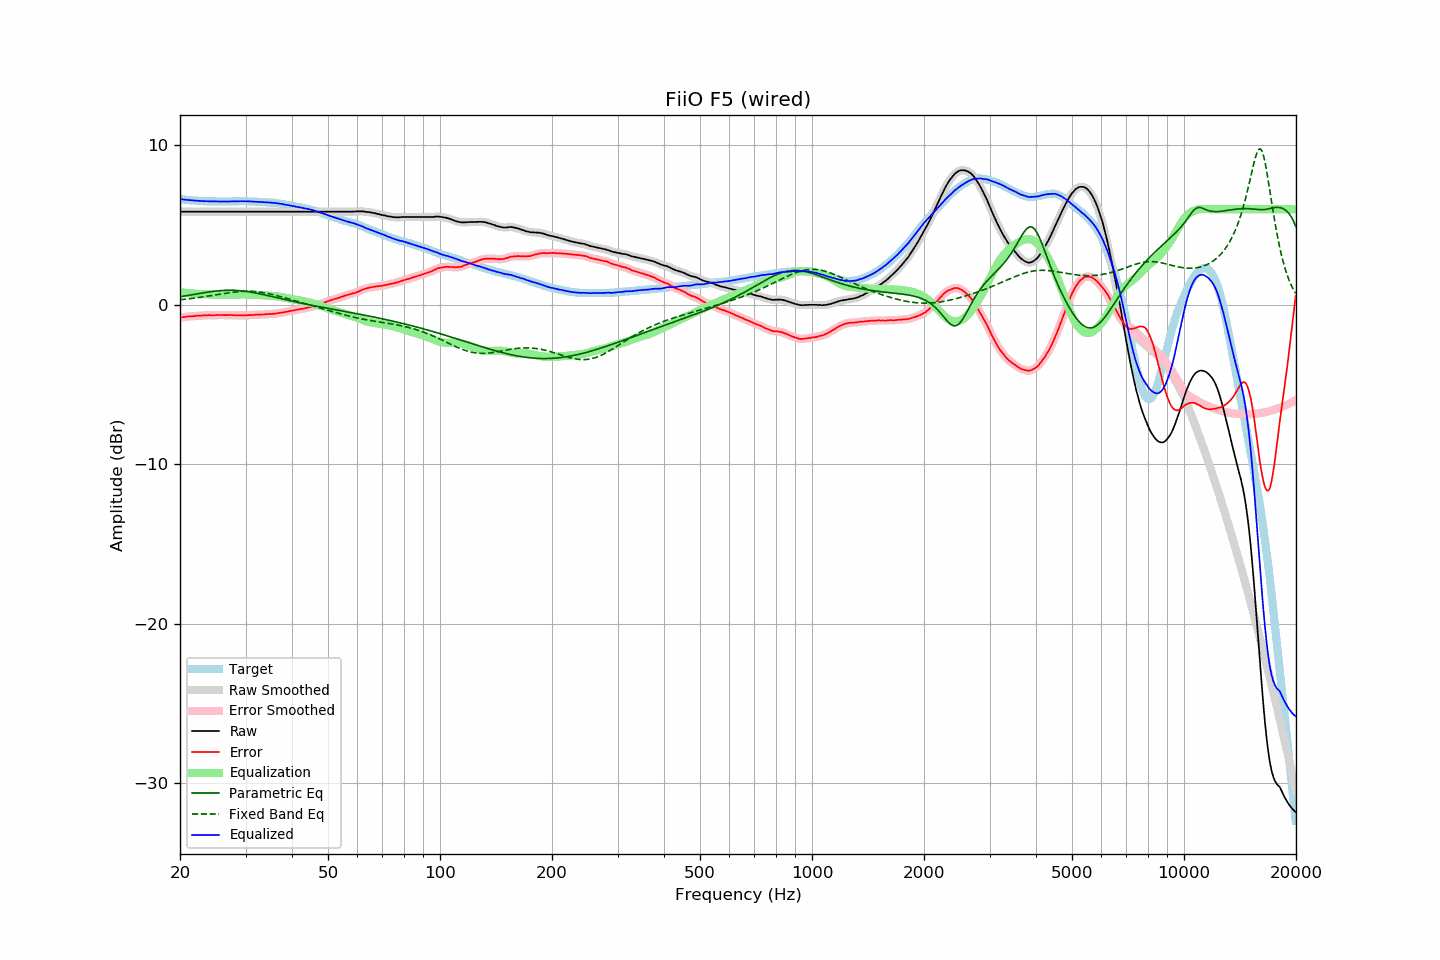 FiiO F5 (wired)
10
0
−10
−20
−30
Amplitude (dBr)
Target
Raw Smoothed
Error Smoothed
Raw
Error
Equalization
Parametric Eq
Fixed Band Eq
Equalized
20 50 100 200 500 1000 2000 5000 10000 20000
Frequency (Hz)